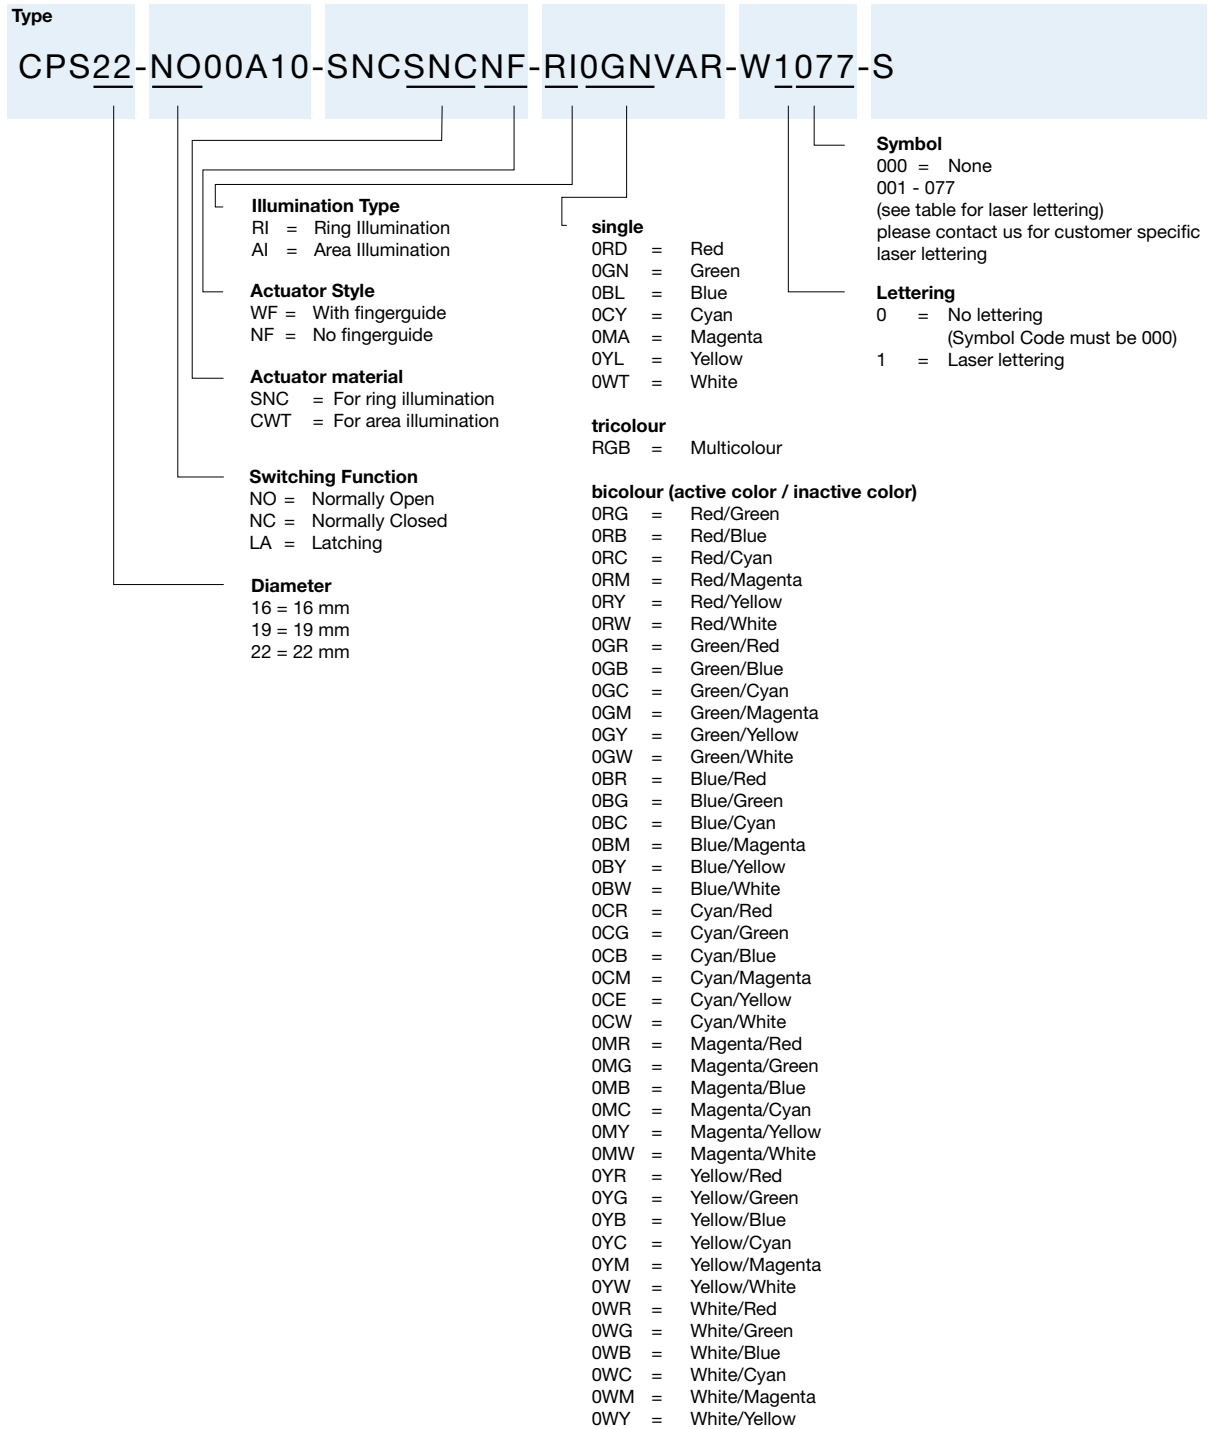 Type
CPS22-NO00A10-SNCSNCNF-RI0GNVAR-W1077-S
Illumination Type
RI = Ring Illumination
AI = Area Illumination
Actuator Style
WF = With fingerguide
NF = No fingerguide
Actuator material
SNC = For ring illumination
CWT = For area illumination
Switching Function
NO = Normally Open
NC = Normally Closed
LA = Latching
Diameter
16 = 16 mm
19 = 19 mm
22 = 22 mm
single
0RD = Red
0GN = Green
0BL = Blue
0CY = Cyan
0MA = Magenta
0YL = Yellow
0WT = White
tricolour
RGB = Multicolour
bicolour (active color / inactive color)
0RG = Red/Green
0RB = Red/Blue
0RC = Red/Cyan
0RM = Red/Magenta
0RY = Red/Yellow
0RW = Red/White
0GR = Green/Red
0GB = Green/Blue
0GC = Green/Cyan
0GM = Green/Magenta
0GY = Green/Yellow
0GW = Green/White
0BR = Blue/Red
0BG = Blue/Green
0BC = Blue/Cyan
0BM = Blue/Magenta
0BY = Blue/Yellow
0BW = Blue/White
0CR = Cyan/Red
0CG = Cyan/Green
0CB = Cyan/Blue
0CM = Cyan/Magenta
0CE = Cyan/Yellow
0CW = Cyan/White
0MR = Magenta/Red
0MG = Magenta/Green
0MB = Magenta/Blue
0MC = Magenta/Cyan
0MY = Magenta/Yellow
0MW = Magenta/White
0YR = Yellow/Red
0YG = Yellow/Green
0YB = Yellow/Blue
0YC = Yellow/Cyan
0YM = Yellow/Magenta
0YW = Yellow/White
0WR = White/Red
0WG = White/Green
0WB = White/Blue
0WC = White/Cyan
0WM = White/Magenta
0WY = White/Yellow
Symbol
000 = None
001 - 077
(see table for laser lettering)
please contact us for customer specific
laser lettering
Lettering
0 = No lettering
(Symbol Code must be 000)
1 = Laser lettering